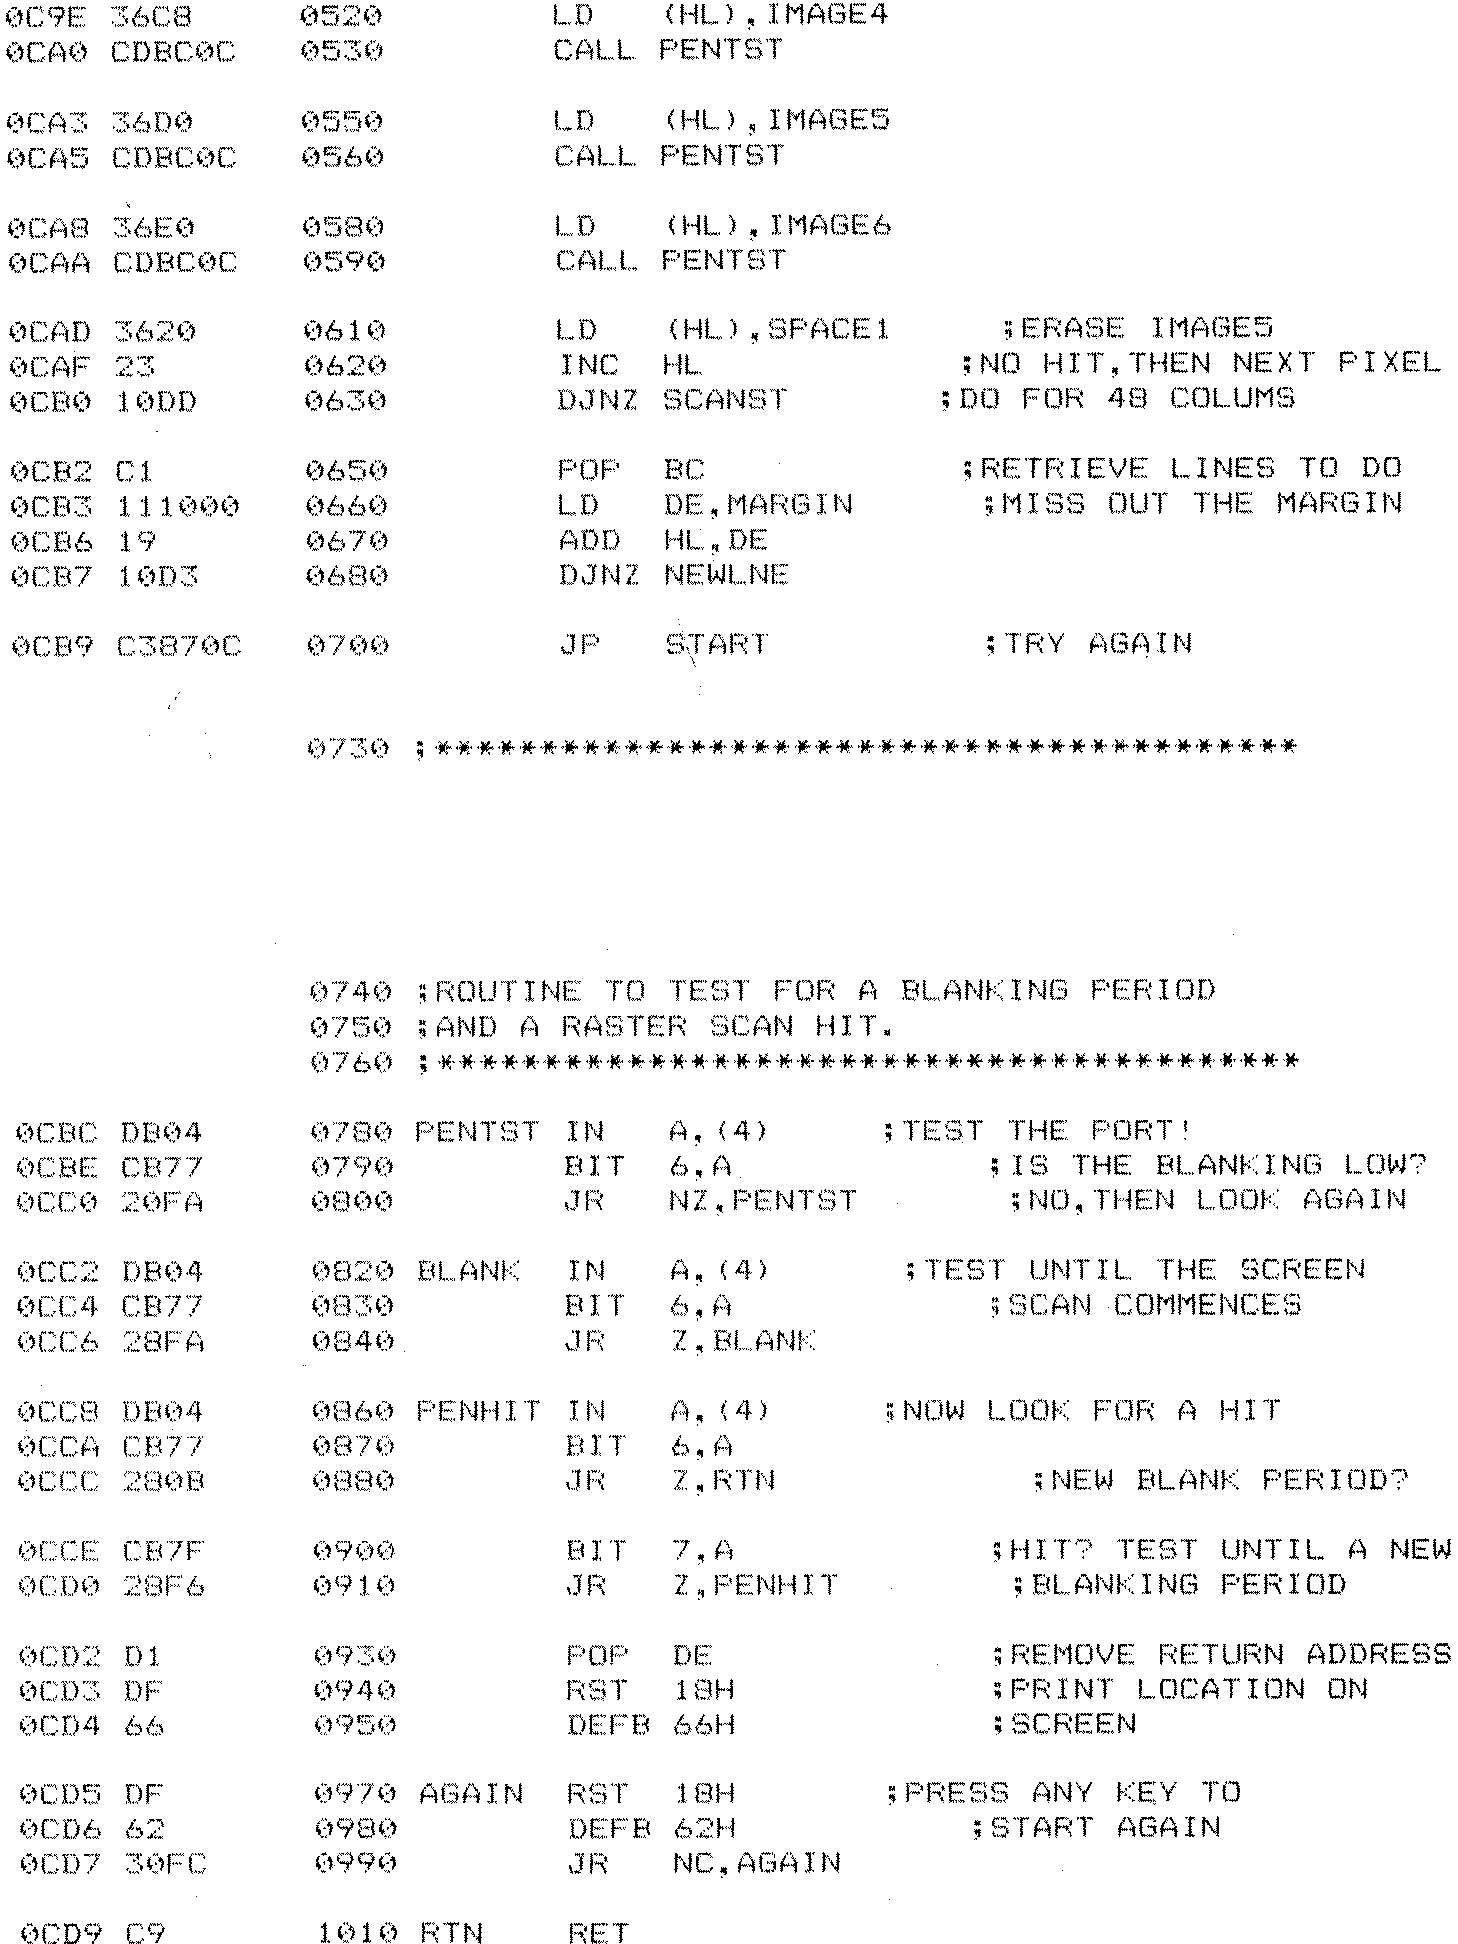 0C9E 36C8 0520 LD (HL),IMAGE4
0CA0 CDBC0C 0530 CALL PENTST
0CA3 36D0 0550 LD (HL),IMAGE5
0CA5 CDBC0C 0560 CALL PENTST
0CA8 36E0 0580 LD (HL),IMAGE6
0CAA CDBC0C 0590 CALL PENTST
0CAD 3620 0610 LD (HL),SPACE1 ;ERASE IMAGE5
0CAF 23 0620 INC HL ;NO HIT,THEN NEXT PIXEL
0CB0 10DD 0630 DJNZ SCANST ;DO FOR 48 COLUMS
0CB2 C1 0650 POP BC ;RETRIEVE LINES TO DO
0CB3 111000 0660 LD DE,MARGIN ;MISS OUT THE MARGIN
0CB6 19 0670 ADD HL,DE
0CB7 10D3 0680 DJNZ NEWLNE
0CB9 C3870C 0700 JP START ;TRY AGAIN
0730 ;*****************************************
0740 ;ROUTINE TO TEST FOR A BLANKING PERIOD
0750 ;AND A RASTER SCAN HIT.
0760 ;*****************************************
0CBC DB04 0780 PENTST IN A,(4) ;TEST THE PORT!
0CBE CB77 0790 BIT 6,A ;IS THE BLANKING LOW?
0CC0 20FA 0800 JR NZ,PENTST ;NO,THEN LOOK AGAIN
0CC2 DB04 0820 BLANK IN A,(4) ;TEST UNTIL THE SCREEN
0CC4 CB77 0830 BIT 6,A ;SCAN COMMENCES
0CC6 28FA 0840 JR Z,BLANK
0CC8 DB04 0860 PENHIT IN A,(4) ;NOW LOOK FOR A HIT
0CCA CB77 0870 BIT 6,A
0CCC 280B 0880 JR Z,RTN ;NEW BLANK PERIOD?
0CCE CB7F 0900 BIT 7,A ;HIT? TEST UNTIL A NEW
0CD0 28F6 0910 JR Z,PENHIT ;BLANKING PERIOD
0CD2 D1 0930 POP DE ;REMOVE RETURN ADDRESS
0CD3 DF 0940 RST 18H ;PRINT LOCATION ON
0CD4 66 0950 DEFB 66H ;SCREEN
0CD5 DF 0970 AGAIN RST 18H ;PRESS ANY KEY TO
0CD6 62 0980 DEFB 62H ;START AGAIN
0CD7 30FC 0990 JR NC,AGAIN
0CD9 C9 1010 RTN RET